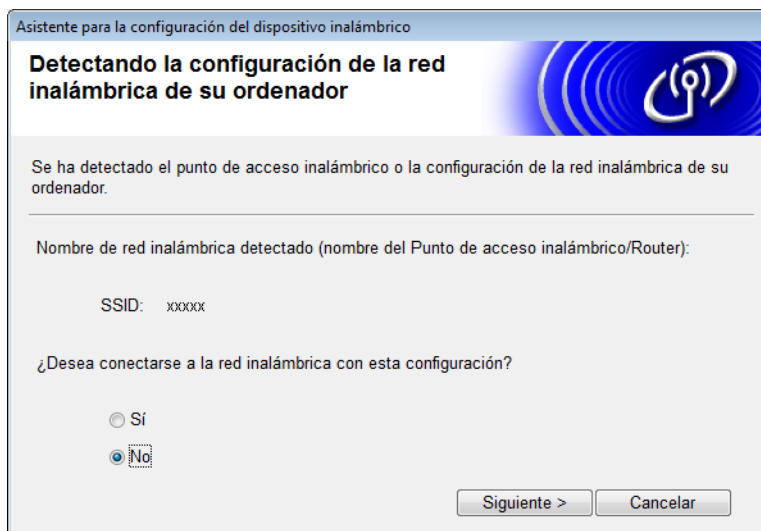 Asistente para la configuración del dispositivo inalámbrico
Detectando la configuración de la red
inalámbrica de su ordenador
Se ha detectado el punto de acceso inalámbrico o la configuración de la red inalámbrica de su
ordenador.
Nombre de red inalámbrica detectado (nombre del Punto de acceso inalámbrico/Router):
SSID: xxxxx
¿Desea conectarse a la red inalámbrica con esta configuración?
Sí
No
Siguiente > Cancelar